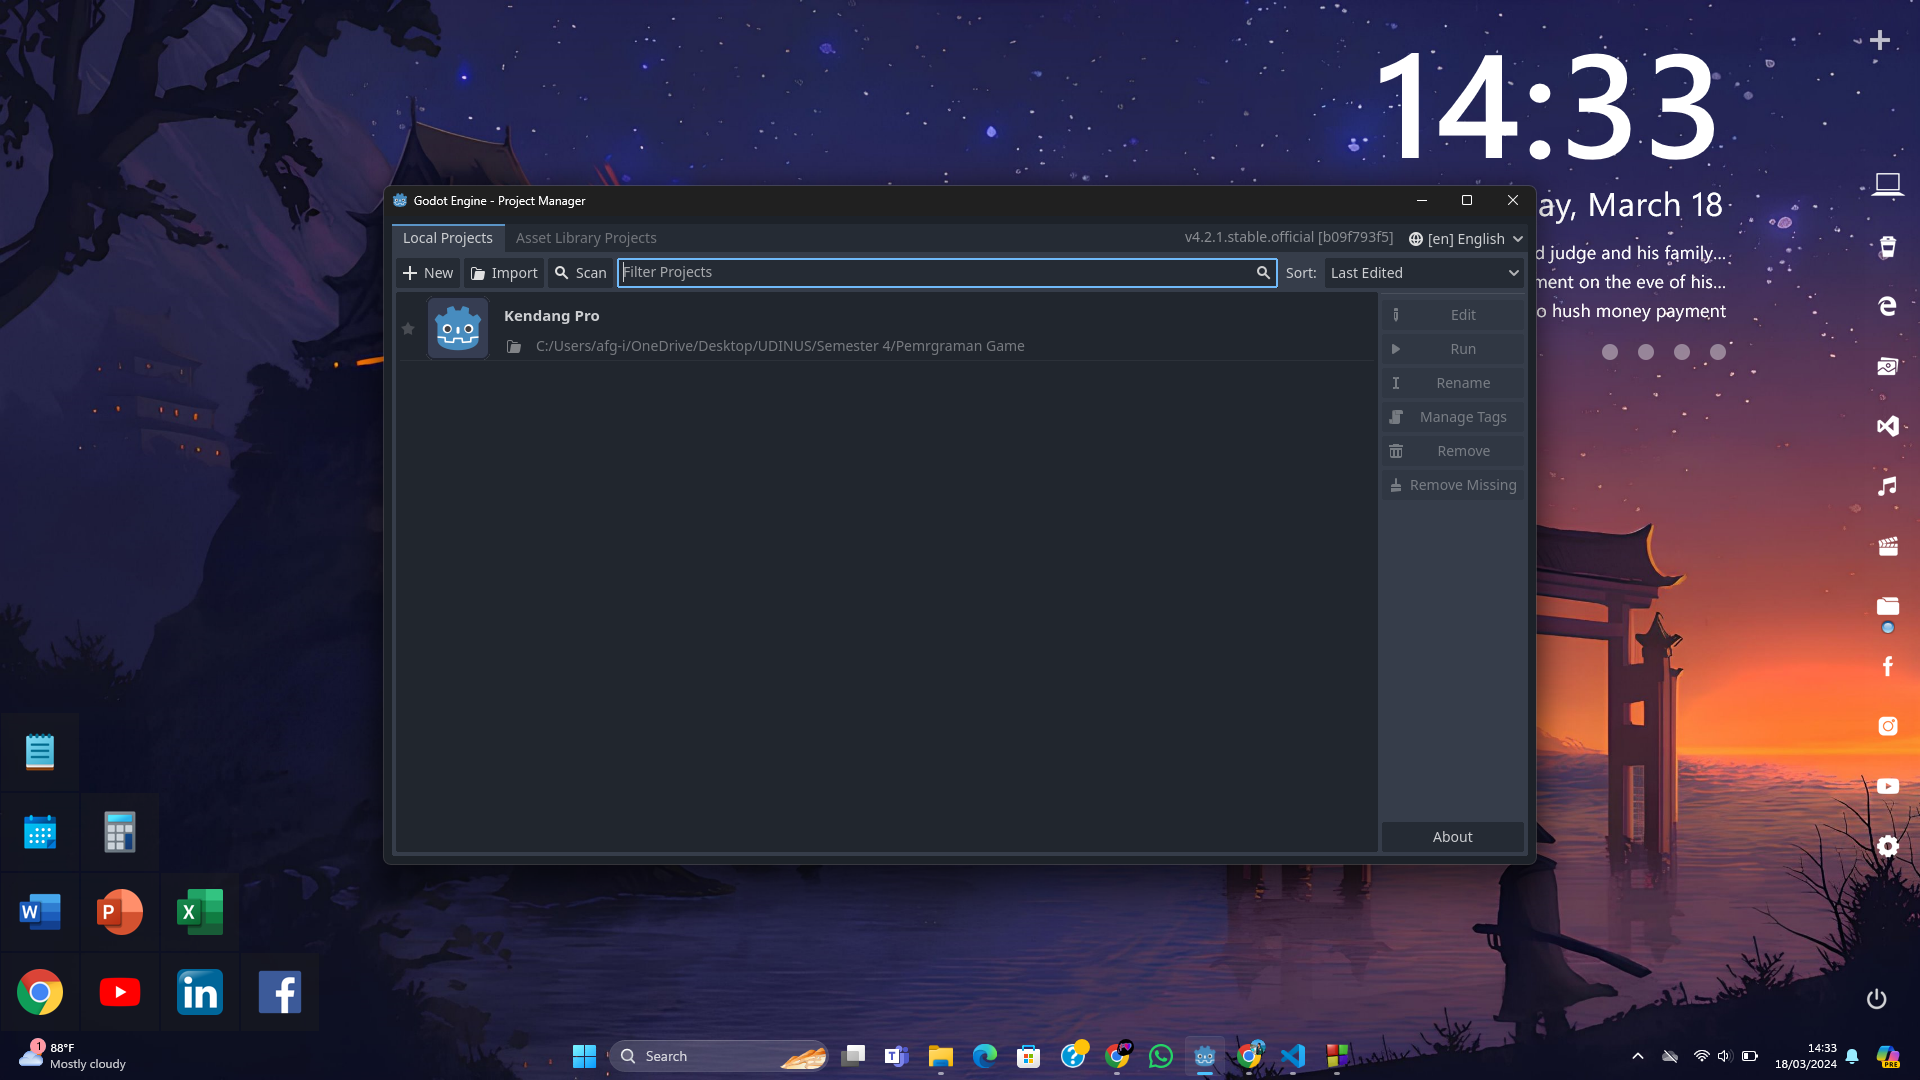 14:33
ay, March 18
d judge and his family...
ment on the eve of his...
o hush money payment
Godot Engine - Project Manager
Local Projects
Asset Library Projects
v4.2.1.stable.official [b09f793f5]
[en] English
New
Import
Scan
Filter Projects
Sort:
Last Edited
Kendang Pro
C:/Users/afg-i/OneDrive/Desktop/UDINUS/Semester 4/Pemrgraman Game
Edit
Run
Rename
Manage Tags
Remove
Remove Missing
About
W
P
X
in
f
1
88°F
Mostly cloudy
Search
14:33
18/03/2024
PRE